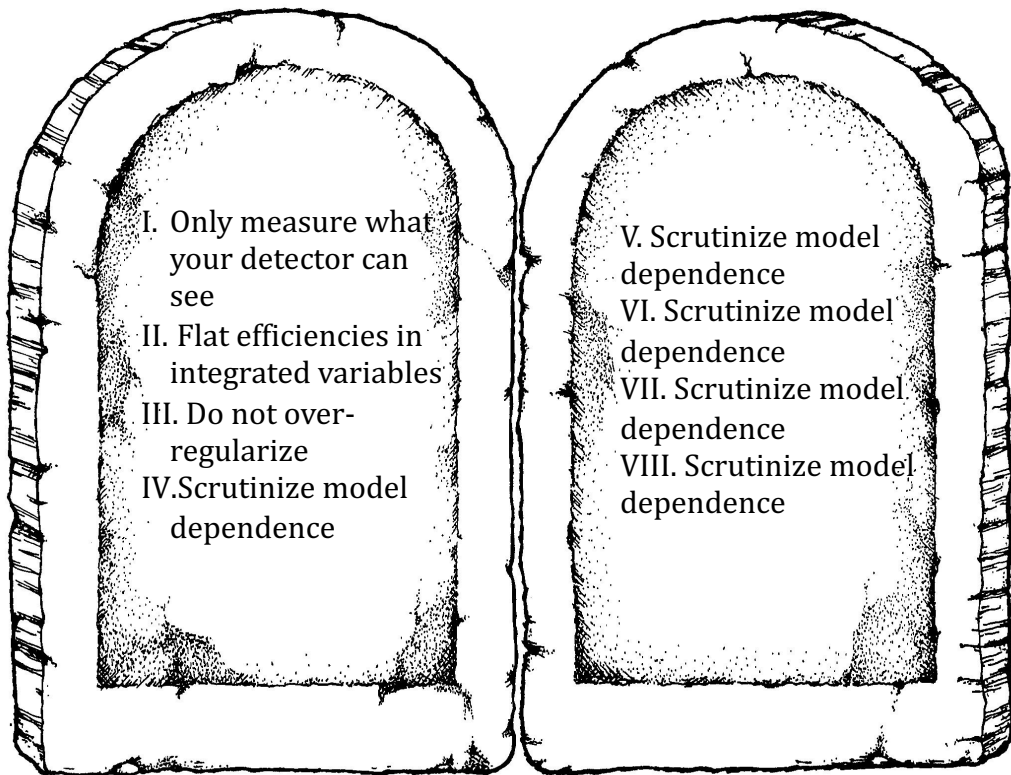 I. Only measure what
your detector can
see
II. Flat efficiencies in
integrated variables
III. Do not over-
regularize
IV.Scrutinize model
dependence
V. Scrutinize model
dependence
VI. Scrutinize model
dependence
VII. Scrutinize model
dependence
VIII. Scrutinize model
dependence